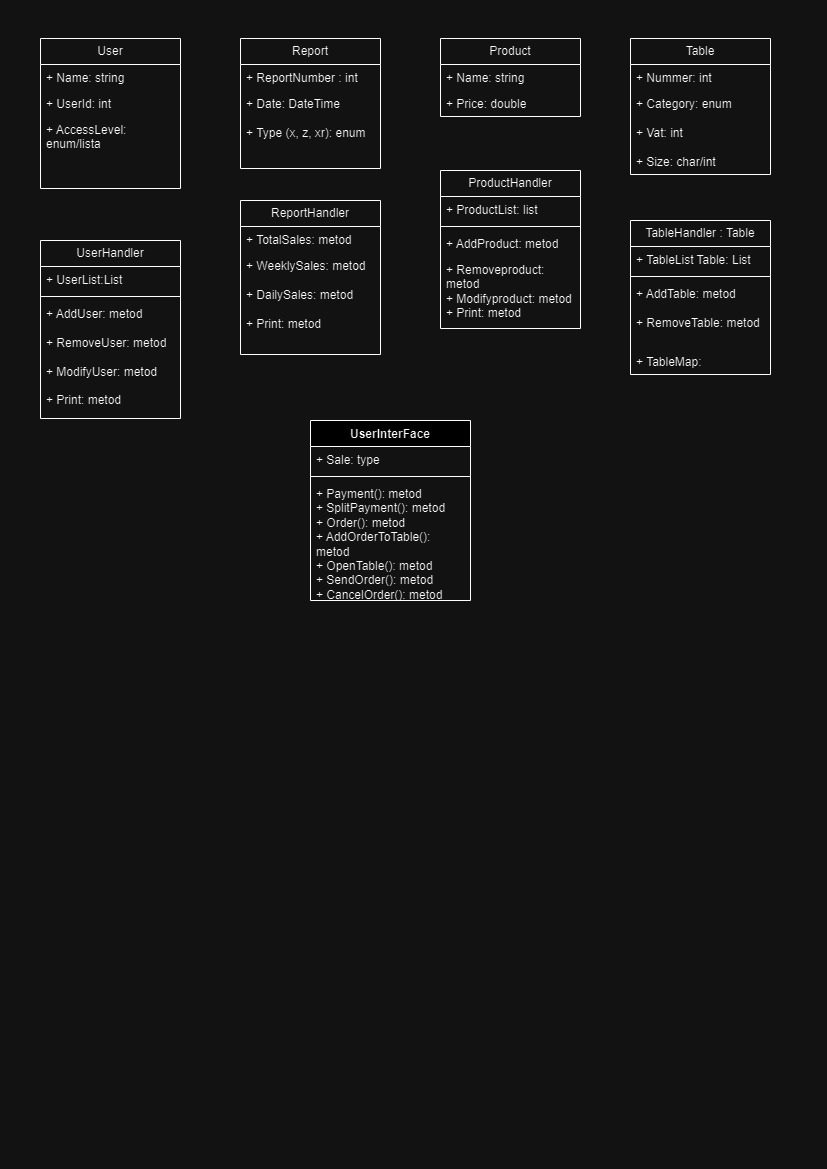 User
+ Name: string
+ UserId: int
+ AccessLevel:
enum/lista
Report
+ ReportNumber : int
+ Date: DateTime
+ Type (x, z, xr): enum
Product
+ Name: string
+ Price: double
Table
+ Nummer: int
+ Category: enum
+ Vat: int
+ Size: char/int
UserHandler
+ UserList:List
+ AddUser: metod
+ RemoveUser: metod
+ ModifyUser: metod
+ Print: metod
ReportHandler
+ TotalSales: metod
+ WeeklySales: metod
+ DailySales: metod
+ Print: metod
ProductHandler
+ ProductList: list
+ AddProduct: metod
+ Removeproduct:
metod
+ Modifyproduct: metod
+ Print: metod
TableHandler : Table
+ TableList Table: List
+ AddTable: metod
+ RemoveTable: metod
+ TableMap:
UserInterFace
+ Sale: type
+ Payment(): metod
+ SplitPayment(): metod
+ Order(): metod
+ AddOrderToTable():
metod
+ OpenTable(): metod
+ SendOrder(): metod
+ CancelOrder(): metod